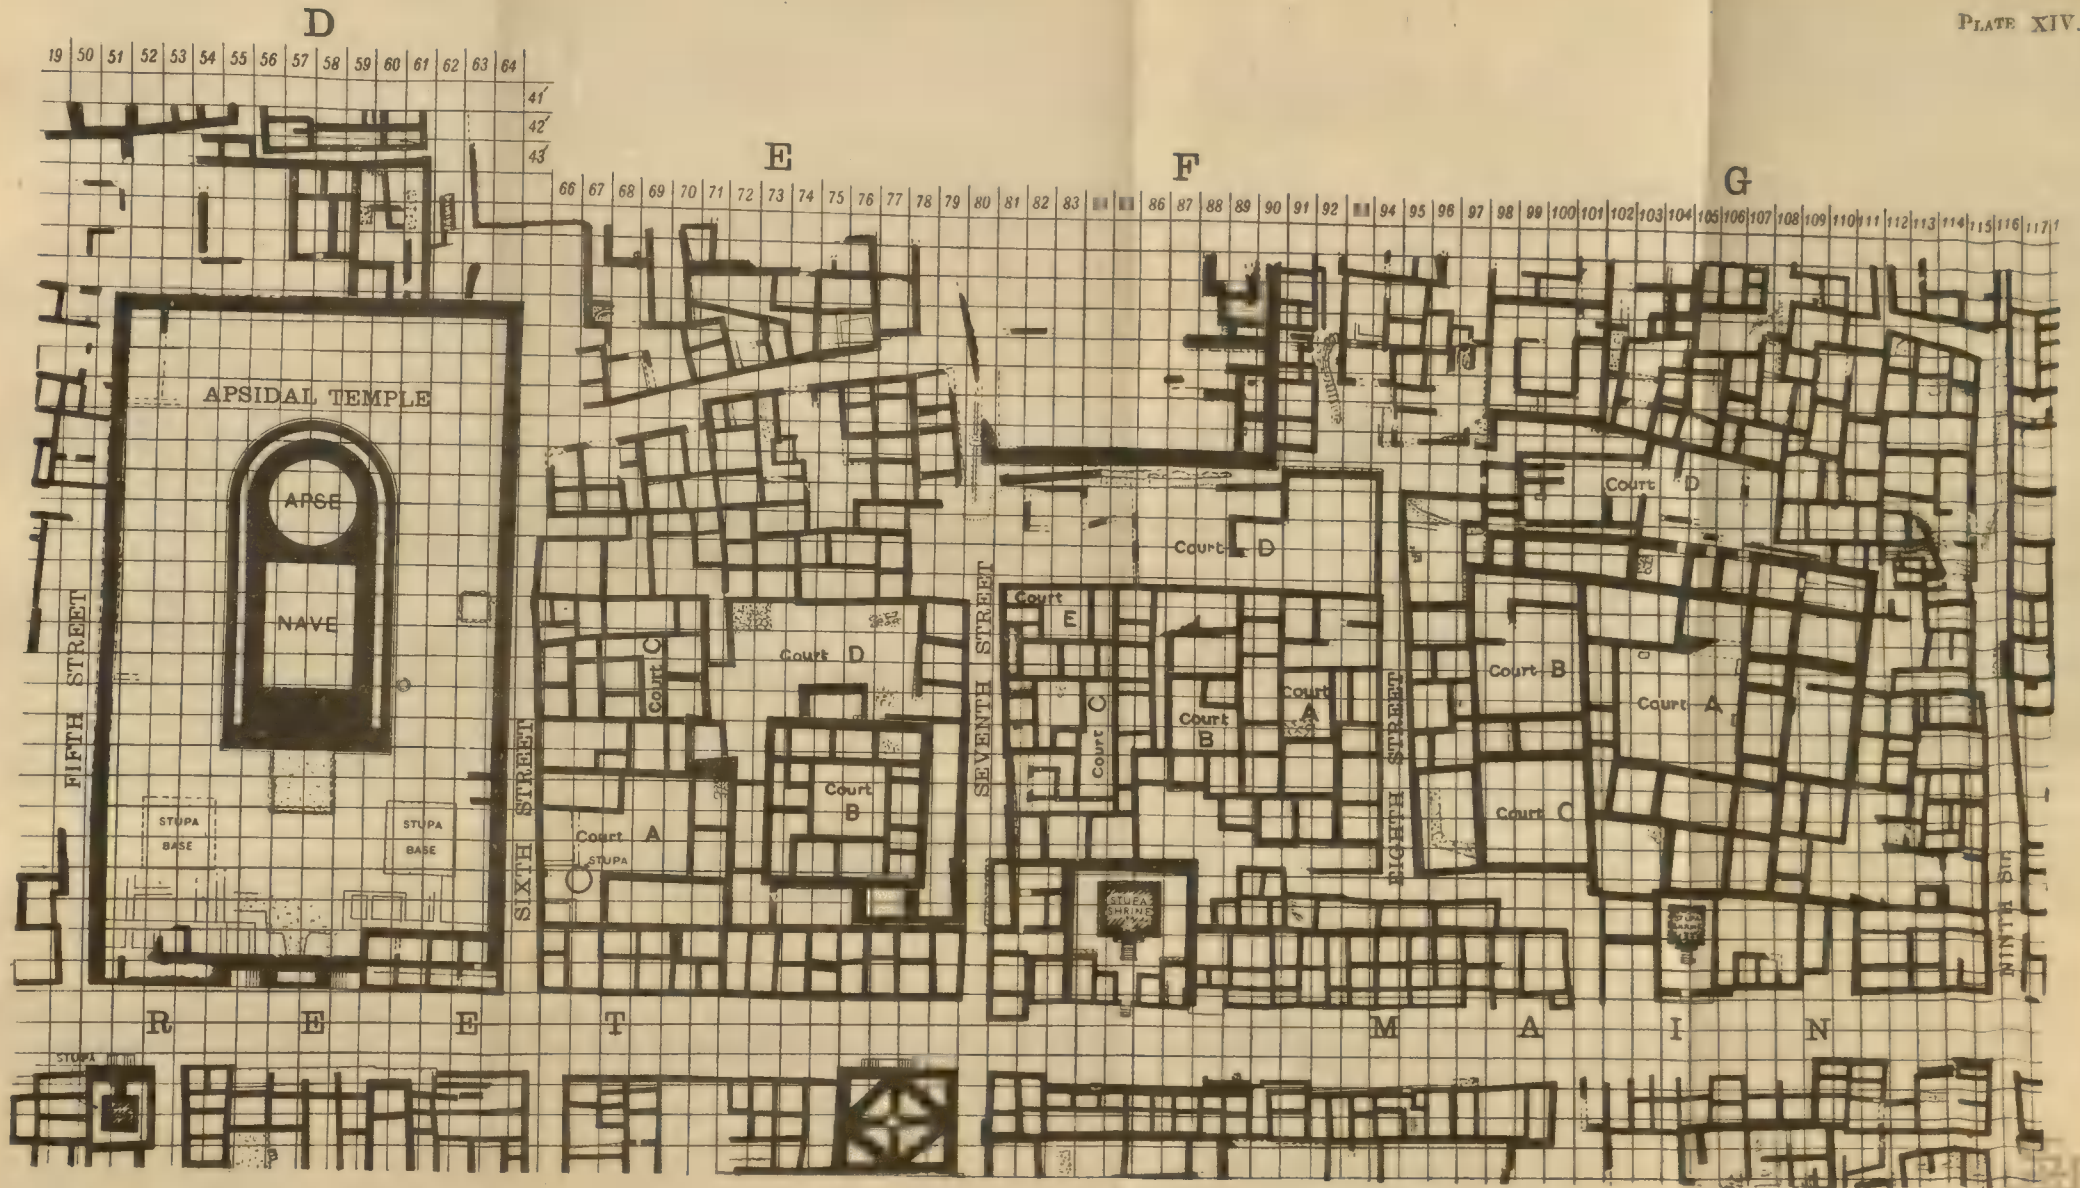 PLATE XIV.
D
19 50 51 52 53 54 55 56 57 58 59 60 61 62 63 64
41'
42'
43'
E
F
G
66 67 68 69 70 71 72 73 74 75 76 77 78 79 80 81 82 83 86 87 88 89 90 91 92 94 95 96 97 98 99 100 101 102 103 104 105 106 107 108 109 110 111 112 113 114 115 116 117 1
APSIDAL TEMPLE
APSE
NAVE
FIFTH STREET
STUPA
BASE
STUPA
BASE
SIXTH STREET
Court C
Court D
Court B
Court A
STUPA
SEVENTH STREET
Court D
Court
E
Court C
Court
B
Court
A
STUPA
SHRINE
EIGHTH STREET
Court D
Court B
Court A
Court C
STUPA
SHRINE
NINTH St.
R E E T M A I N
STUPA